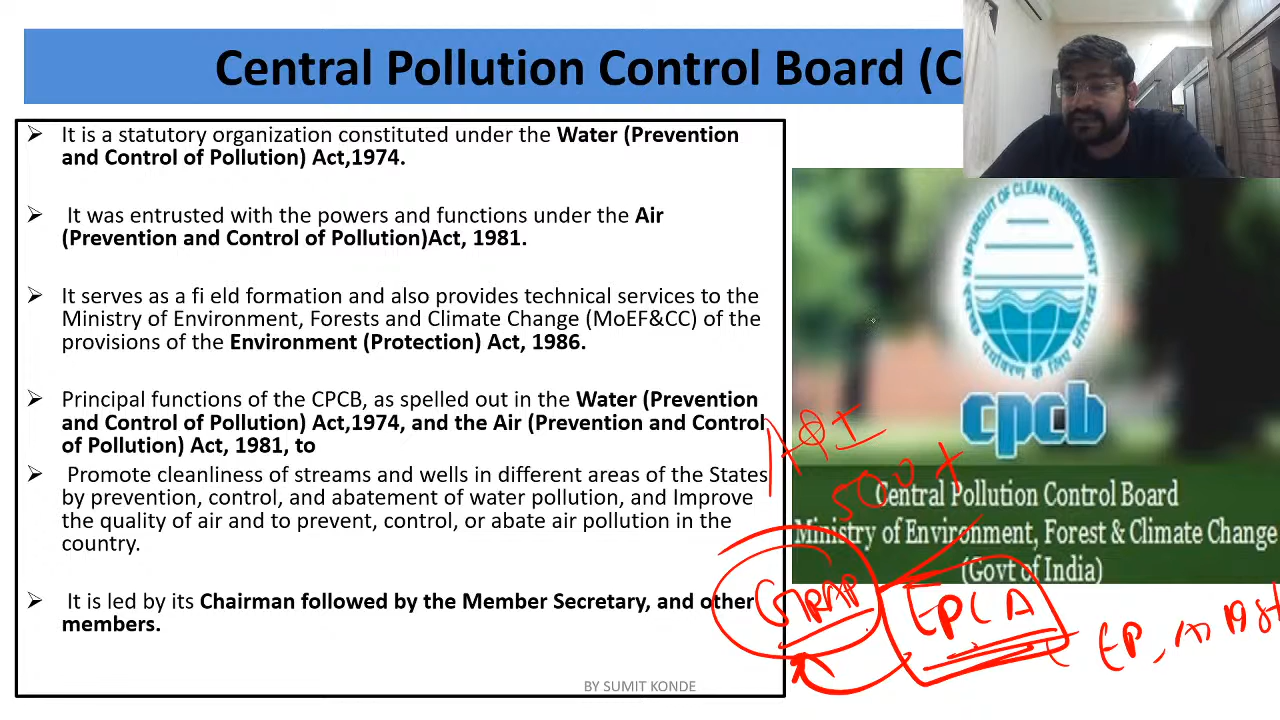 Central Pollution Control Board (C
It is a statutory organization constituted under the Water (Prevention
and Control of Pollution) Act,1974.
It was entrusted with the powers and functions under the Air
(Prevention and Control of Pollution)Act, 1981.
It serves as a fi eld formation and also provides technical services to the
Ministry of Environment, Forests and Climate Change (MoEF&CC) of the
provisions of the Environment (Protection) Act, 1986.
Principal functions of the CPCB, as spelled out in the Water (Prevention
and Control of Pollution) Act,1974, and the Air (Prevention and Control
of Pollution) Act, 1981, to
Promote cleanliness of streams and wells in different areas of the States
by prevention, control, and abatement of water pollution, and Improve
the quality of air and to prevent, control, or abate air pollution in the
country.
It is led by its Chairman followed by the Member Secretary, and other
members.
BY SUMIT KONDE
IN PURSUIT OF CLEAN ENVIRONMENT
cpcb
Central Pollution Control Board
Ministry of Environment, Forest & Climate Change
(Govt of India)
AQI
500+
GRAP
EPCA
EP,